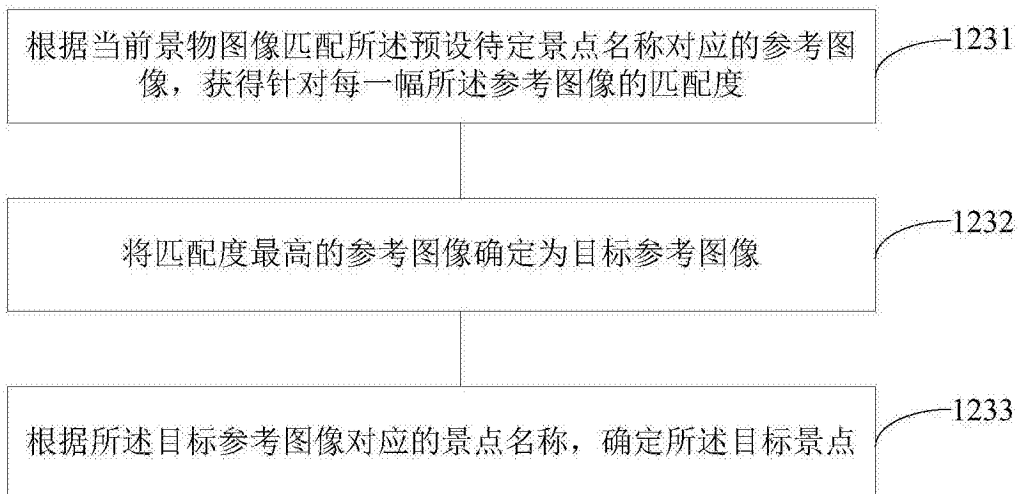 根据当前景物图像匹配所述预设待定景点名称对应的参考图
像，获得针对每一幅所述参考图像的匹配度
1231
将匹配度最高的参考图像确定为目标参考图像
1232
根据所述目标参考图像对应的景点名称，确定所述目标景点
1233